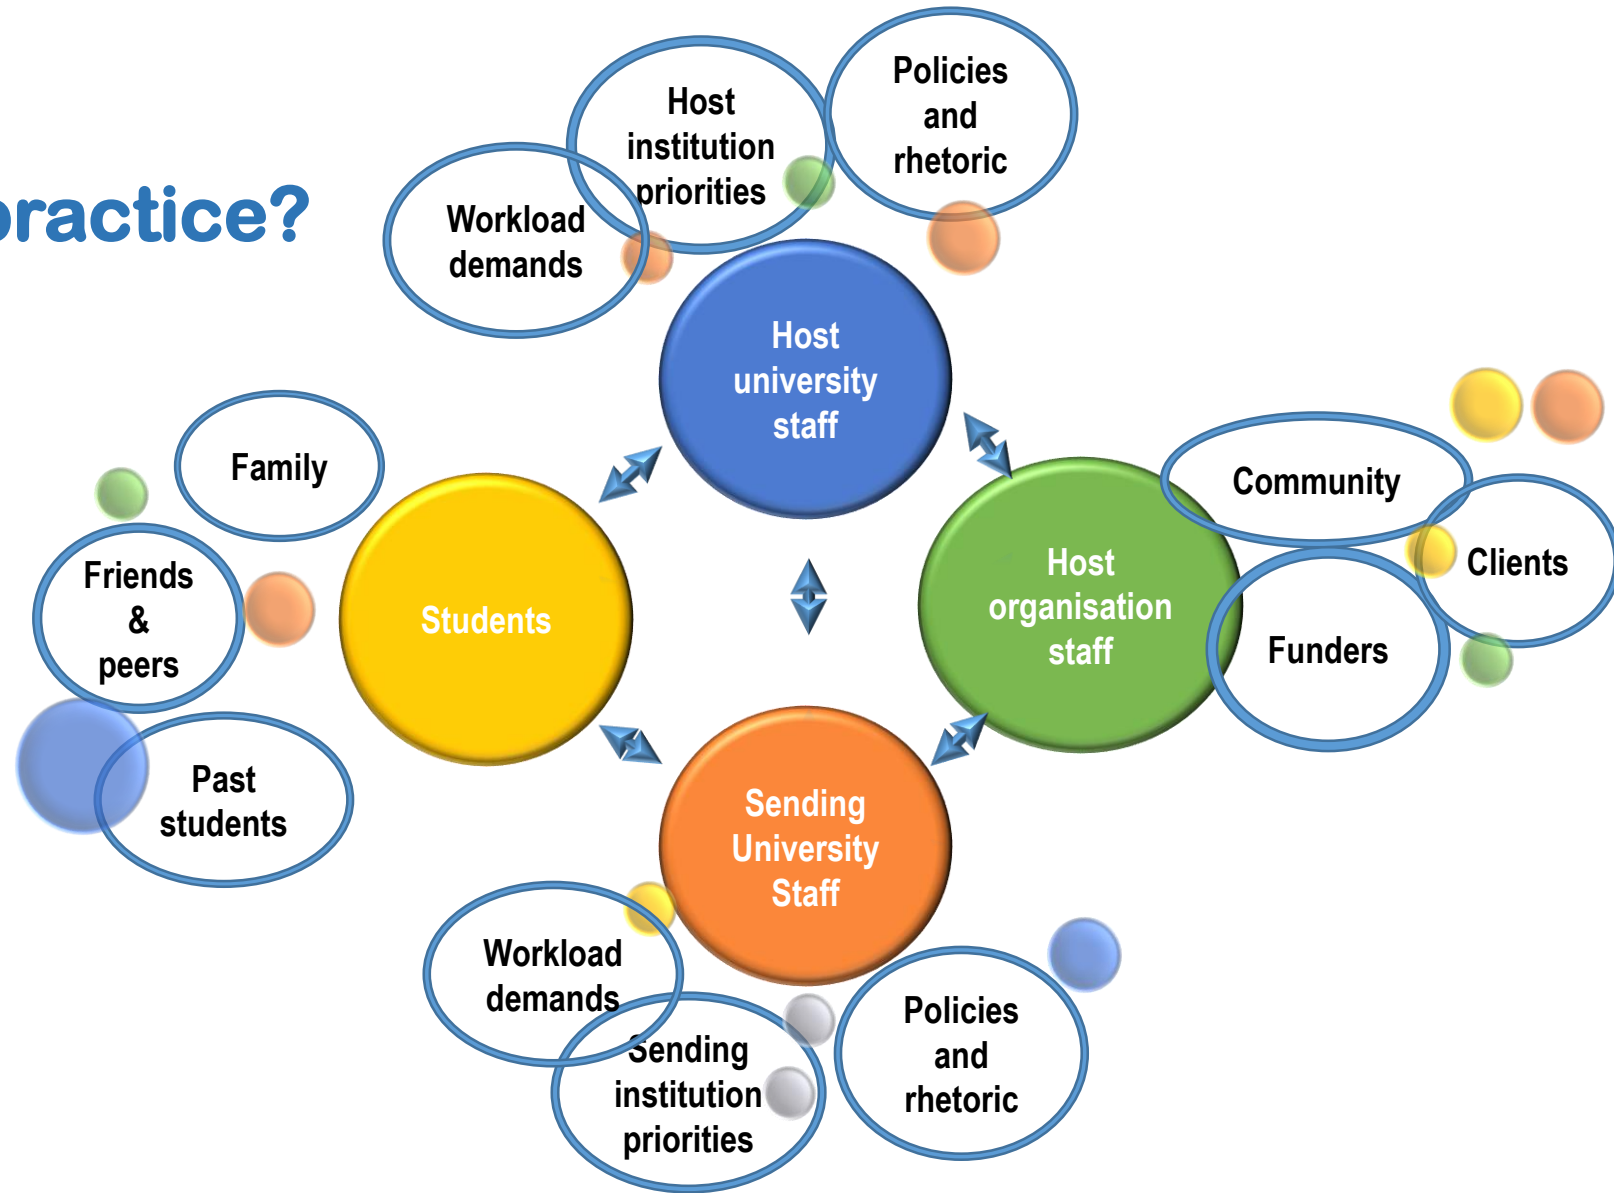 practice?
Policies
and
rhetoric
Host
institution
priorities
Workload
demands
Host
university
staff
Family
Friends
&
peers
Past
students
Students
Community
Clients
Funders
Host
organisation
staff
Sending
University
Staff
Workload
demands
Sending
institution
priorities
Policies
and
rhetoric